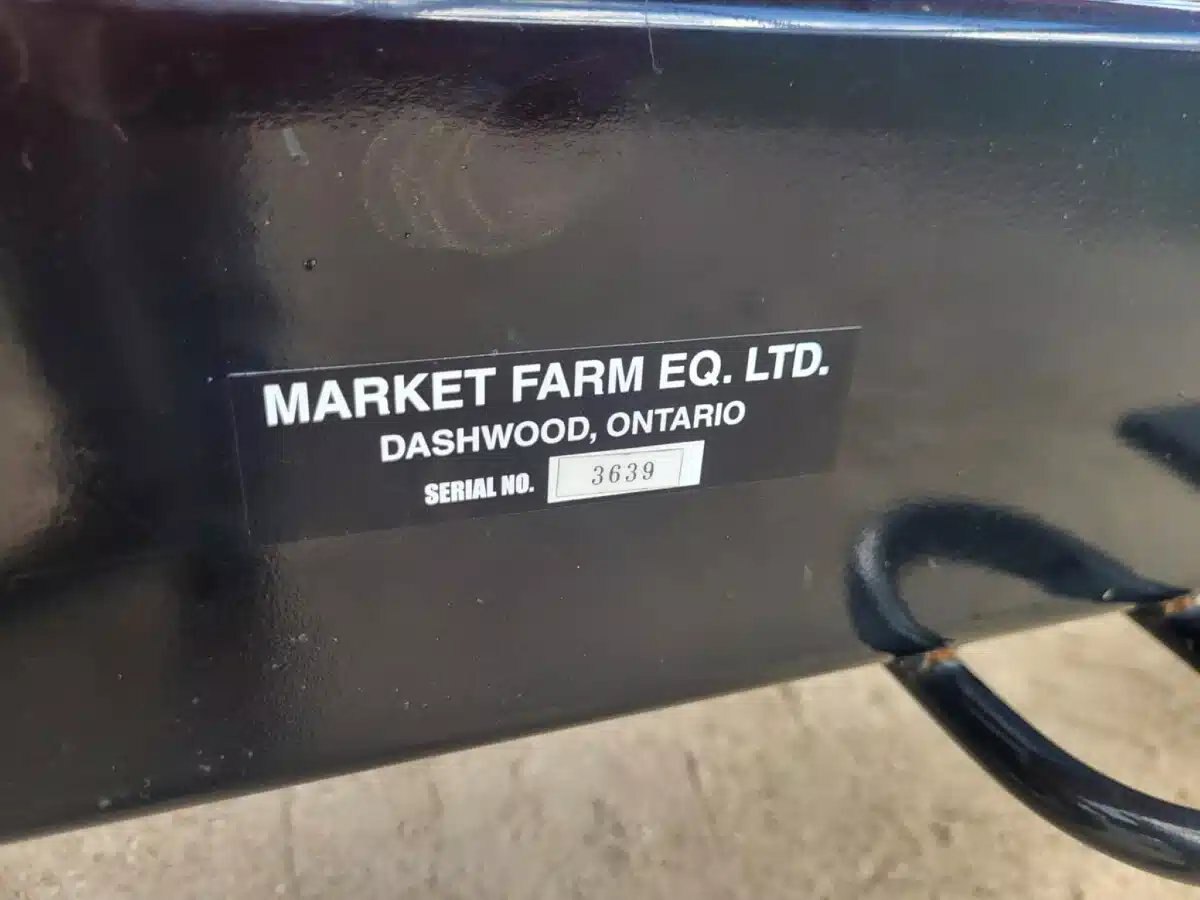 MARKET FARM EQ. LTD.
DASHWOOD, ONTARIO
SERIAL NO. 3639